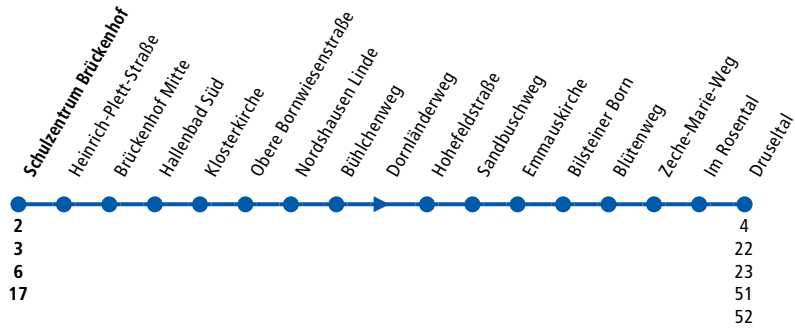 Schulzentrum Brückenhof
Heinrich-Plett-Straße
Brückenhof Mitte
Hallenbad Süd
Klosterkirche
Obere Bornwiesenstraße
Nordshausen Linde
Bühlchenweg
Dornländerweg
Hohefeldstraße
Sandbuschweg
Emmauskirche
Bilsteiner Born
Blütenweg
Zeche-Marie-Weg
Im Rosental
Druseltal
2
3
6
17
4
22
23
51
52